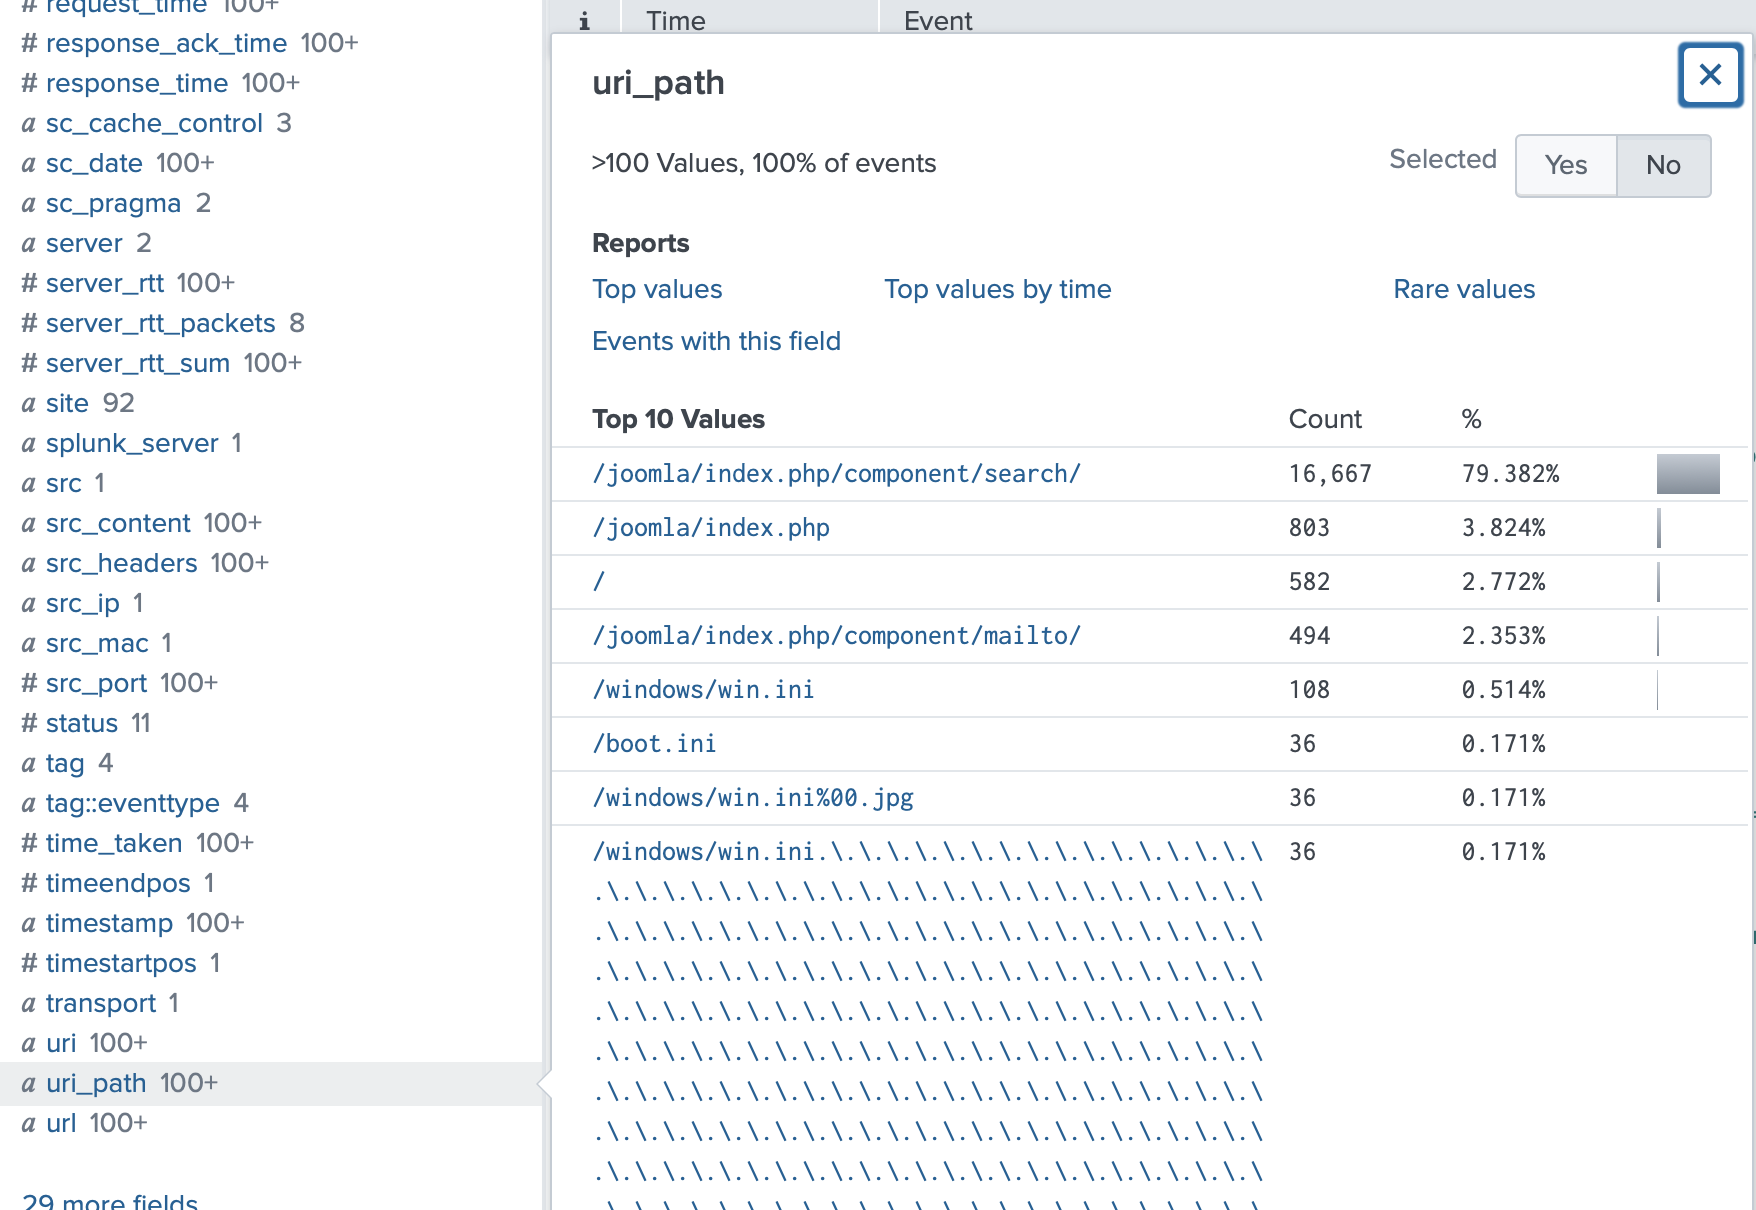 # request_time 100+
# response_ack_time 100+
# response_time 100+
a sc_cache_control 3
a sc_date 100+
a sc_pragma 2
a server 2
# server_rtt 100+
# server_rtt_packets 8
# server_rtt_sum 100+
a site 92
a splunk_server 1
a src 1
a src_content 100+
a src_headers 100+
a src_ip 1
a src_mac 1
# src_port 100+
# status 11
a tag 4
a tag::eventtype 4
# time_taken 100+
# timeendpos 1
a timestamp 100+
# timestartpos 1
a transport 1
a uri 100+
a uri_path 100+
a url 100+
29 more fields
i Time Event
uri_path
>100 Values, 100% of events Selected Yes No
Reports
Top values Top values by time Rare values
Events with this field
Top 10 Values Count %
/joomla/index.php/component/search/ 16,667 79.382%
/joomla/index.php 803 3.824%
/ 582 2.772%
/joomla/index.php/component/mailto/ 494 2.353%
/windows/win.ini 108 0.514%
/boot.ini 36 0.171%
/windows/win.ini%00.jpg 36 0.171%
/windows/win.ini.\.\.\.\.\.\.\.\.\.\.\.\.\.\.\.\ 36 0.171%
.\.\.\.\.\.\.\.\.\.\.\.\.\.\.\.\.\.\.\.\.\.\.\.\
.\.\.\.\.\.\.\.\.\.\.\.\.\.\.\.\.\.\.\.\.\.\.\.\
.\.\.\.\.\.\.\.\.\.\.\.\.\.\.\.\.\.\.\.\.\.\.\.\
.\.\.\.\.\.\.\.\.\.\.\.\.\.\.\.\.\.\.\.\.\.\.\.\
.\.\.\.\.\.\.\.\.\.\.\.\.\.\.\.\.\.\.\.\.\.\.\.\
.\.\.\.\.\.\.\.\.\.\.\.\.\.\.\.\.\.\.\.\.\.\.\.\
.\.\.\.\.\.\.\.\.\.\.\.\.\.\.\.\.\.\.\.\.\.\.\.\
.\.\.\.\.\.\.\.\.\.\.\.\.\.\.\.\.\.\.\.\.\.\.\.\